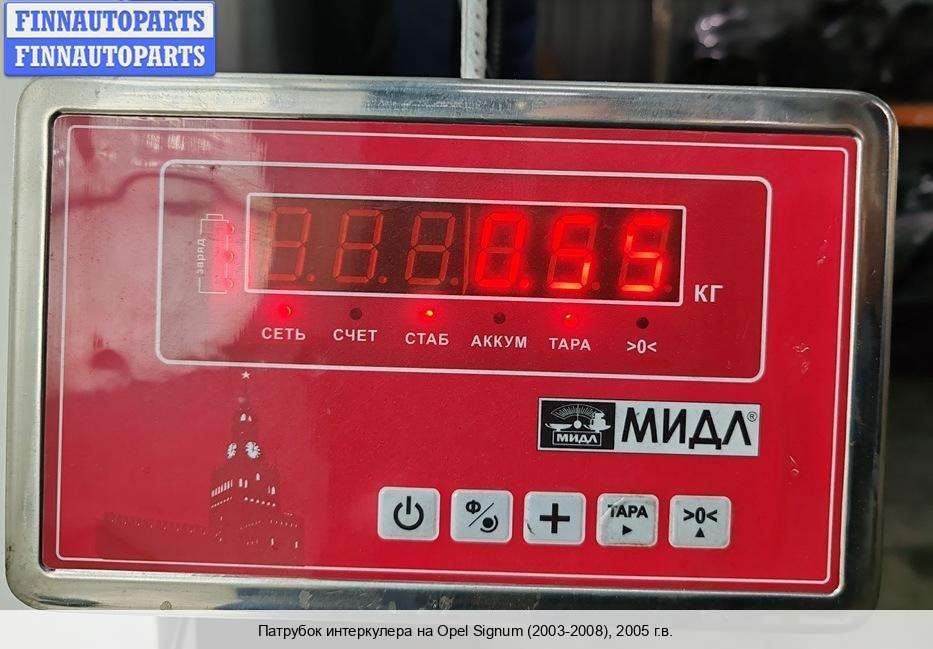 FINNAUTOPARTS
FINNAUTOPARTS
заряд
0.55
КГ
СЕТЬ СЧЕТ СТАБ АККУМ ТАРА >0<
МИДЛ МИДЛ®
Ф ТАРА >0<
Патрубок интеркулера на Opel Signum (2003-2008), 2005 г.в.